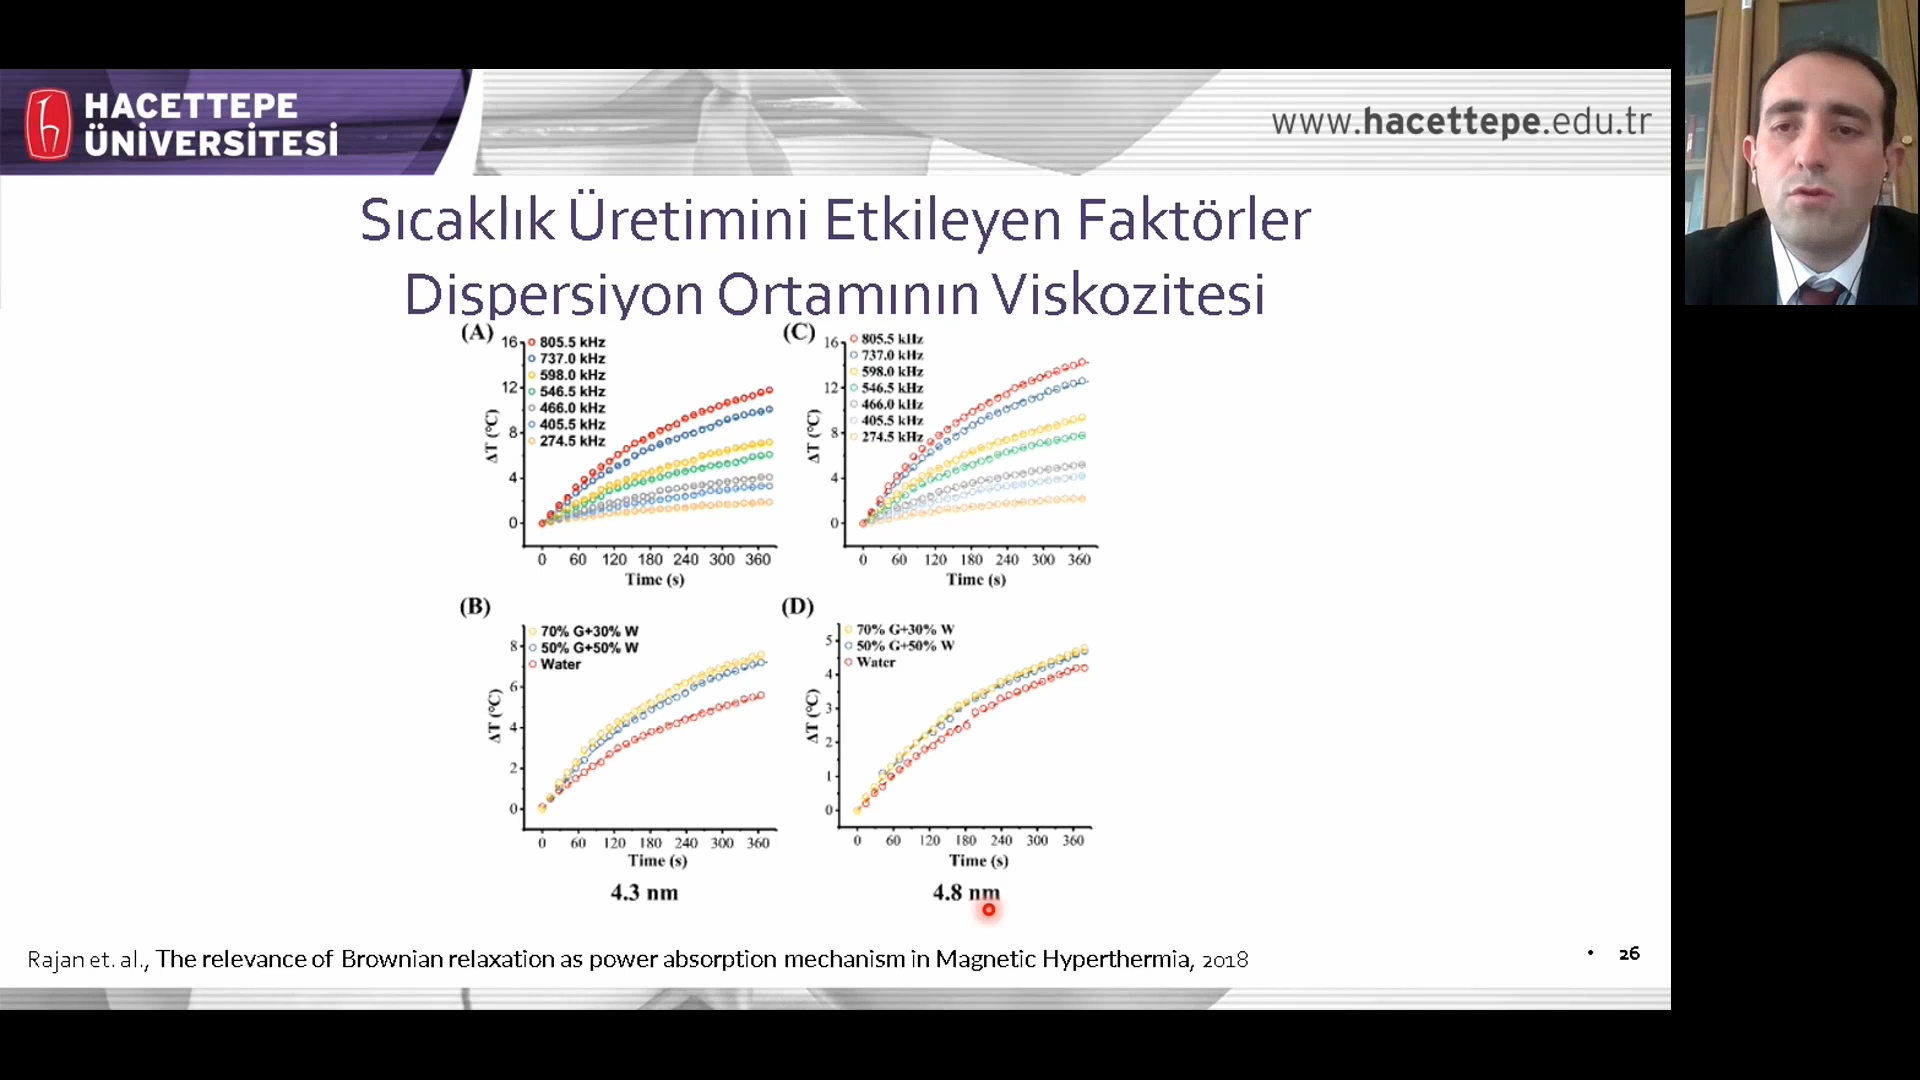 HACETTEPE
ÜNİVERSİTESİ
www.hacettepe.edu.tr
Sıcaklık Üretimini Etkileyen Faktörler
Dispersiyon Ortamının Viskozitesi
(A)
16
12
8
4
0
ΔT (°C)
805.5 kHz
737.0 kHz
598.0 kHz
546.5 kHz
466.0 kHz
405.5 kHz
274.5 kHz
0 60 120 180 240 300 360
Time (s)
(C)
16
12
8
4
0
ΔT (°C)
805.5 kHz
737.0 kHz
598.0 kHz
546.5 kHz
466.0 kHz
405.5 kHz
274.5 kHz
0 60 120 180 240 300 360
Time (s)
(B)
8
6
4
2
0
ΔT (°C)
70% G+30% W
50% G+50% W
Water
0 60 120 180 240 300 360
Time (s)
4.3 nm
(D)
5
4
3
2
1
0
ΔT (°C)
70% G+30% W
50% G+50% W
Water
0 60 120 180 240 300 360
Time (s)
4.8 nm
Rajan et. al., The relevance of Brownian relaxation as power absorption mechanism in Magnetic Hyperthermia, 2018
• 26